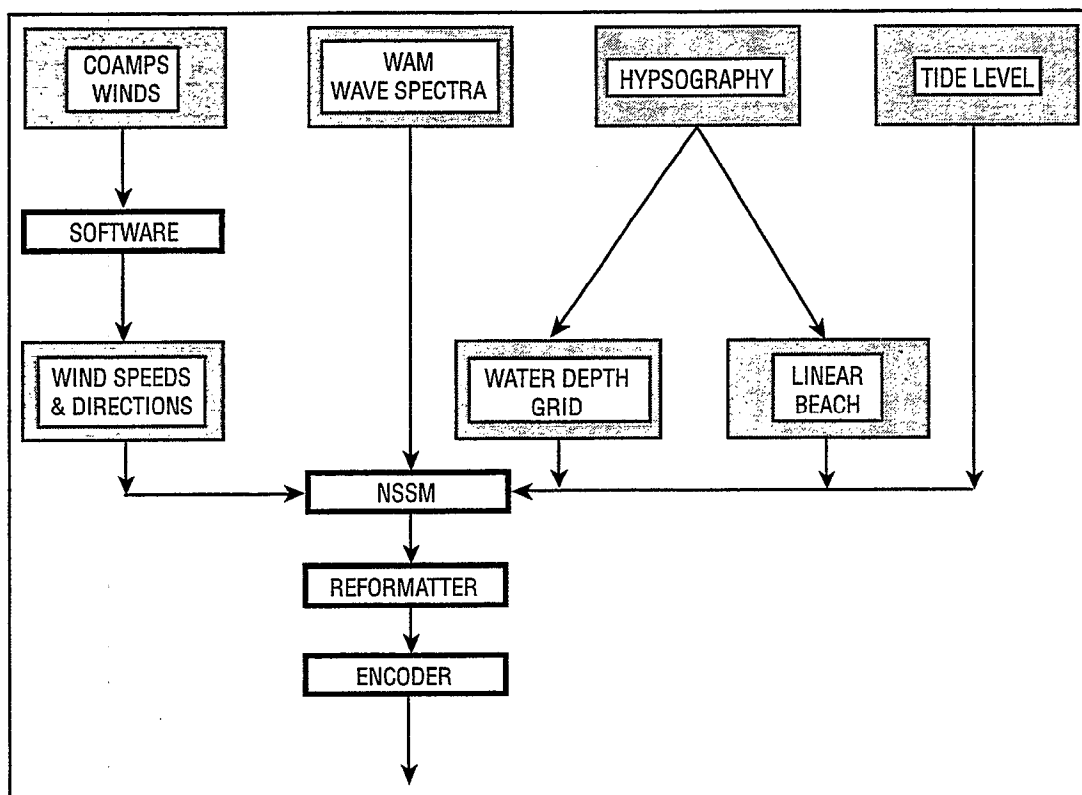 COAMPS
WINDS
WAM
WAVE SPECTRA
HYPSOGRAPHY
TIDE LEVEL
SOFTWARE
WIND SPEEDS
& DIRECTIONS
WATER DEPTH
GRID
LINEAR
BEACH
NSSM
REFORMATTER
ENCODER